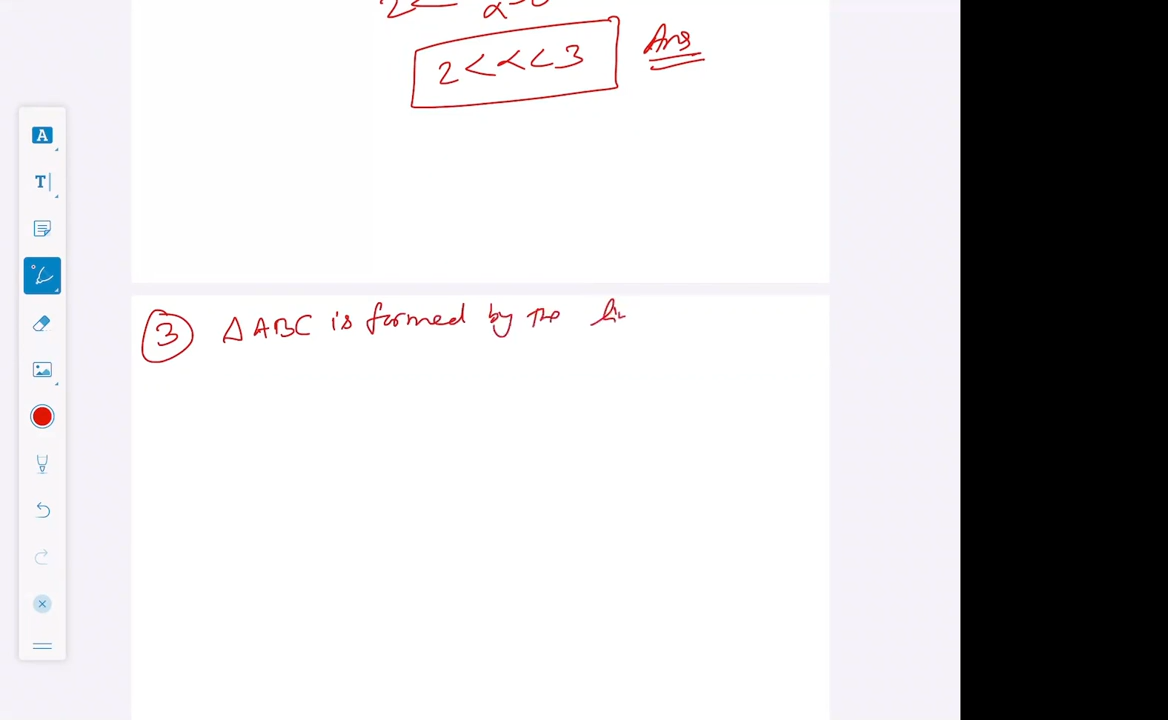 2<α<3 Ans
3 ΔABC is formed by the